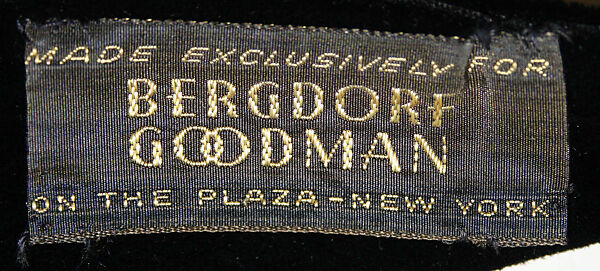 MADE EXCLUSIVELY FOR
BERGDORF
GOODMAN
ON THE PLAZA-NEW YORK